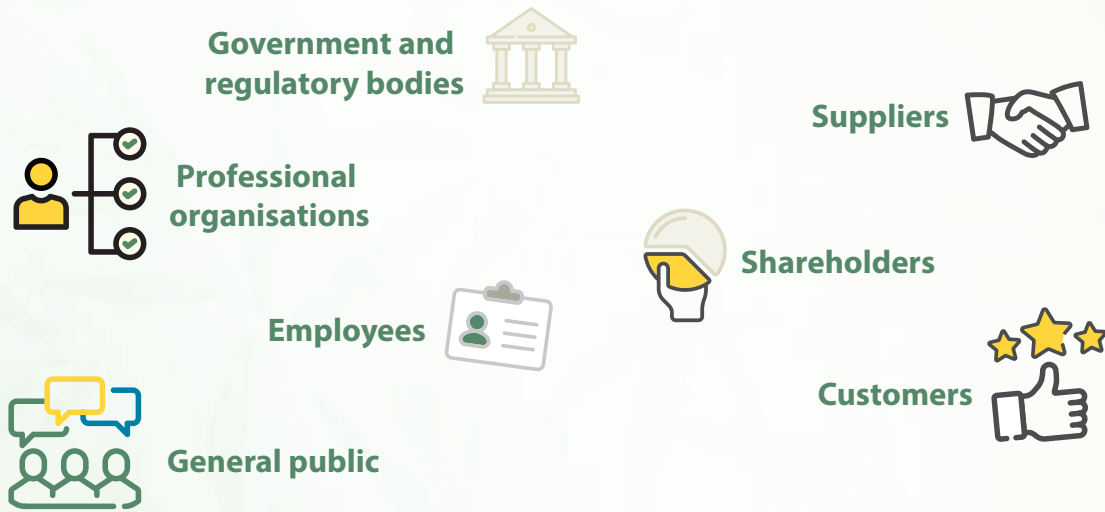 Government and
regulatory bodies
Suppliers
Professional
organisations
Shareholders
Employees
Customers
General public